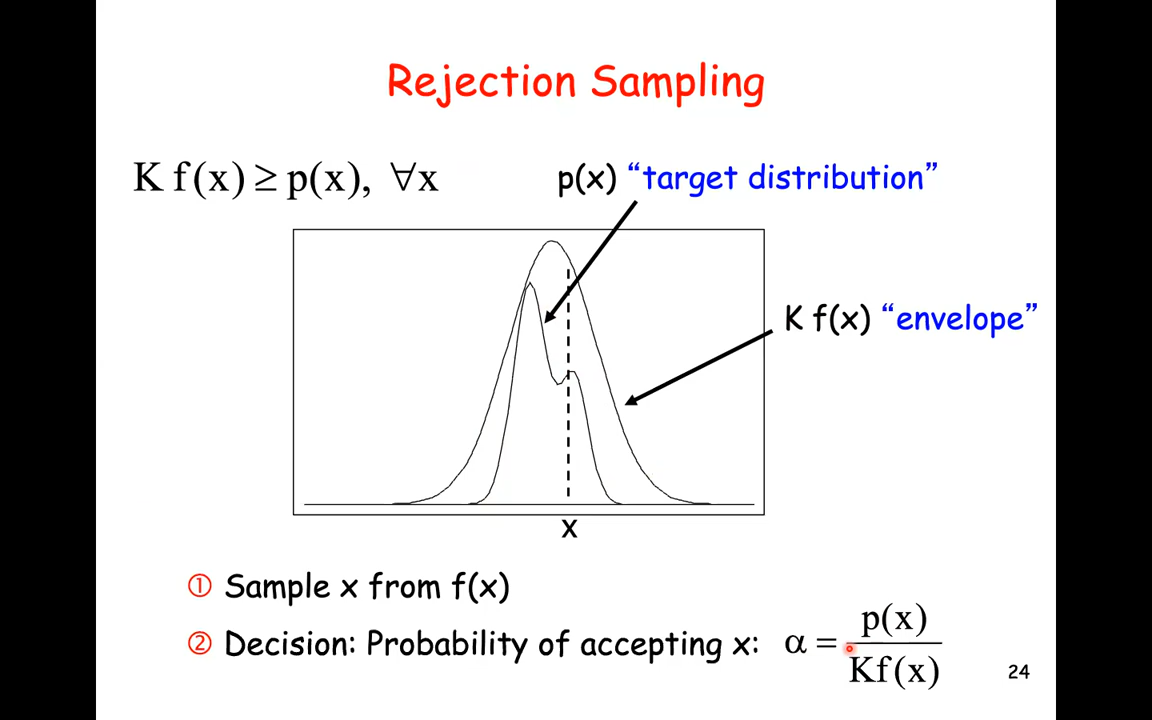 Rejection Sampling
K f(x) ≥ p(x), ∀x
p(x) “target distribution”
K f(x) “envelope”
x
① Sample x from f(x)
② Decision: Probability of accepting x: α = p(x) / Kf(x)
24